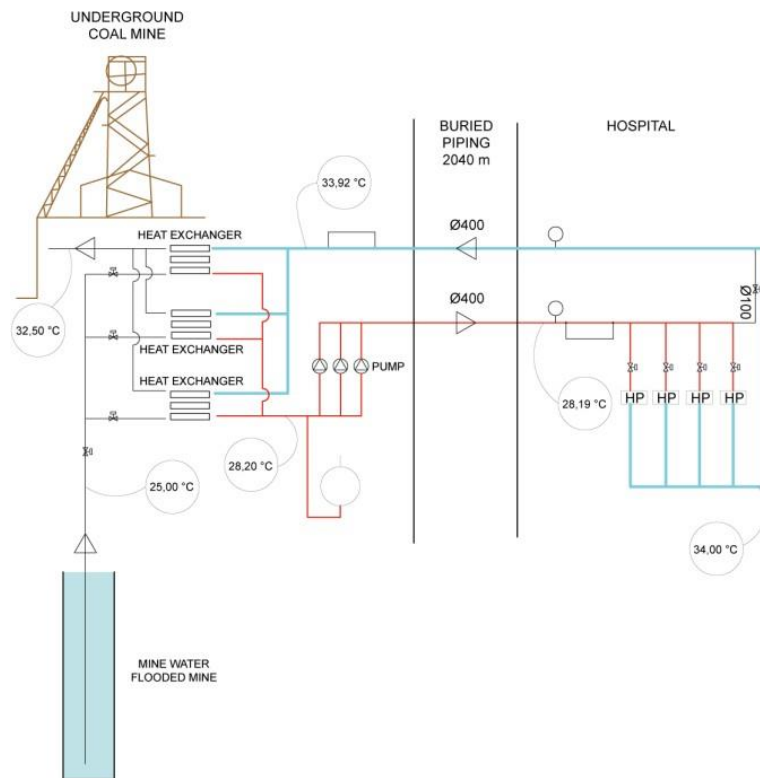 UNDERGROUND
COAL MINE
BURIED
PIPING
2040 m
HOSPITAL
33,92 °C
Ø400
HEAT EXCHANGER
Ø100
Ø400
32,50 °C
HEAT EXCHANGER
PUMP
HEAT EXCHANGER
HP HP HP HP
28,19 °C
28,20 °C
25,00 °C
34,00 °C
MINE WATER
FLOODED MINE